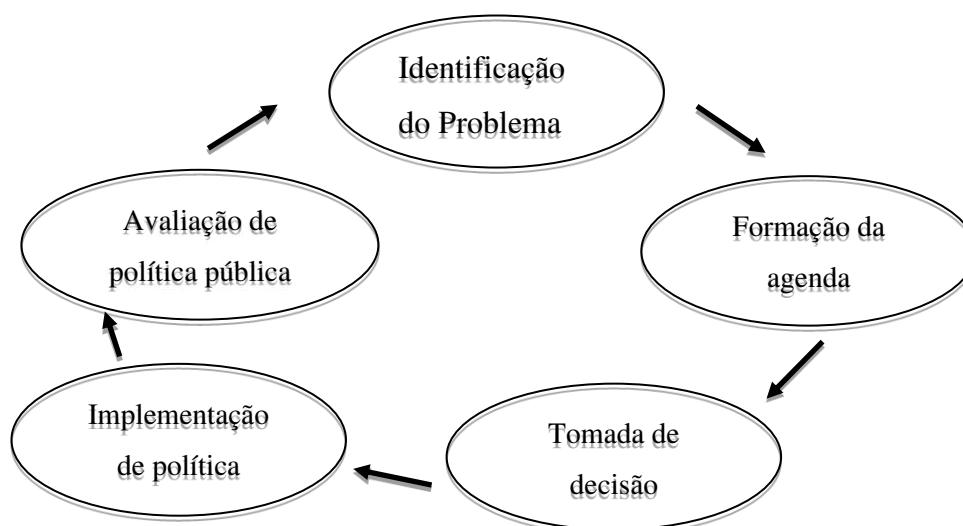 Identificação
do Problema
Formação da
agenda
Tomada de
decisão
Implementação
de política
Avaliação de
política pública